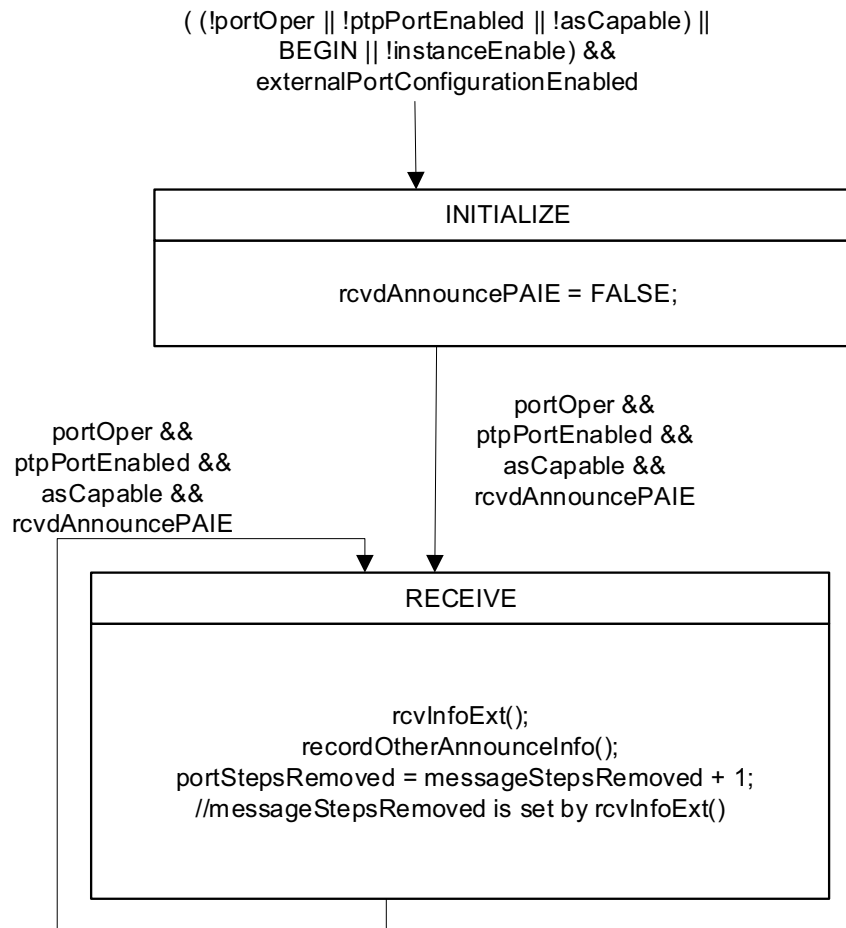 ( (!portOper || !ptpPortEnabled || !asCapable) ||
BEGIN || !instanceEnable) &&
externalPortConfigurationEnabled
INITIALIZE
rcvdAnnouncePAIE = FALSE;
portOper &&
ptpPortEnabled &&
asCapable &&
rcvdAnnouncePAIE
portOper &&
ptpPortEnabled &&
asCapable &&
rcvdAnnouncePAIE
RECEIVE
rcvInfoExt();
recordOtherAnnounceInfo();
portStepsRemoved = messageStepsRemoved + 1;
//messageStepsRemoved is set by rcvInfoExt()